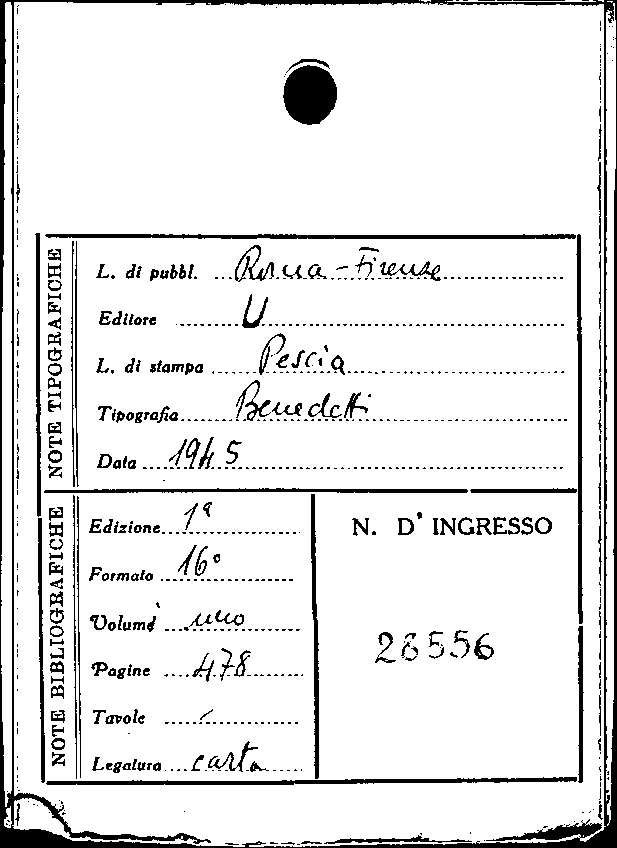 NOTE TIPOGRAFICHE
L. di pubbl. Roma - Firenze
Editore U
L. di stampa Pescia
Tipografia Benedetti
Data 1945
NOTE BIBLIOGRAFICHE
Edizione 1ª
Formato 16°
Volume uno
Pagine 478
Tavole /
Legatura carta
N. D'INGRESSO
28556